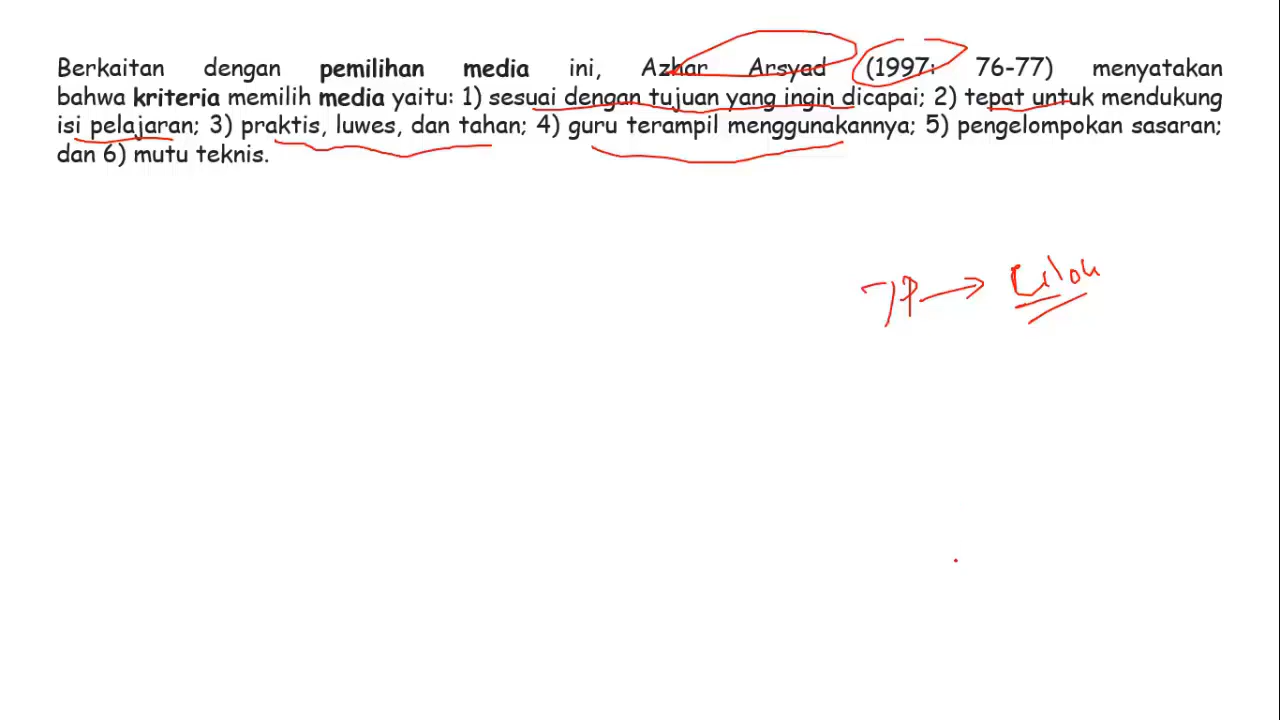 Berkaitan dengan pemilihan media ini, Azhar Arsyad (1997: 76-77) menyatakan
bahwa kriteria memilih media yaitu: 1) sesuai dengan tujuan yang ingin dicapai; 2) tepat untuk mendukung
isi pelajaran; 3) praktis, luwes, dan tahan; 4) guru terampil menggunakannya; 5) pengelompokan sasaran;
dan 6) mutu teknis.